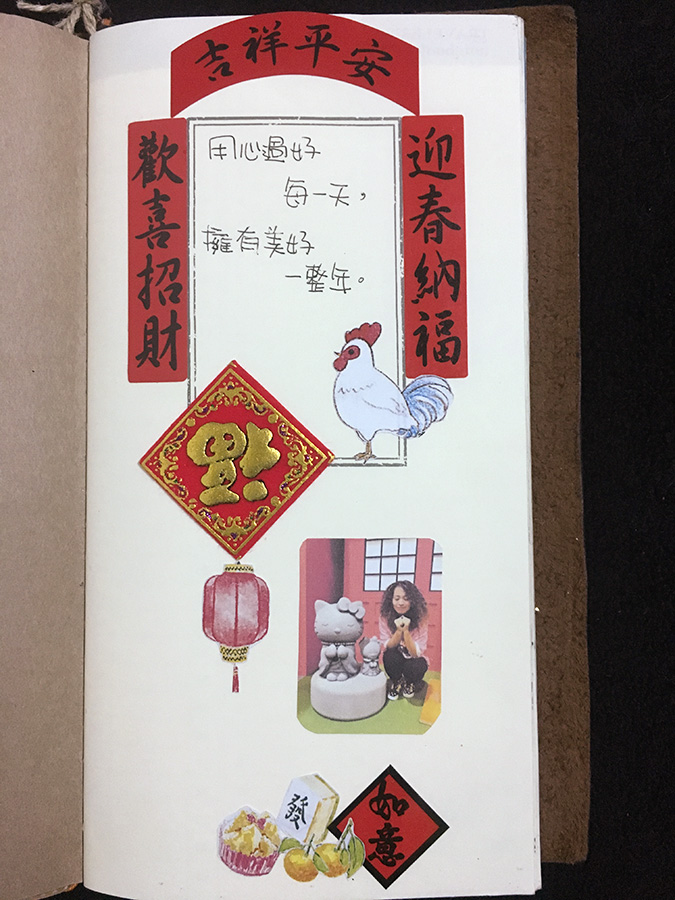 吉祥平安
迎春納福
歡喜招財
用心過好
每一天，
擁有美好
一整年。
福
發
如意